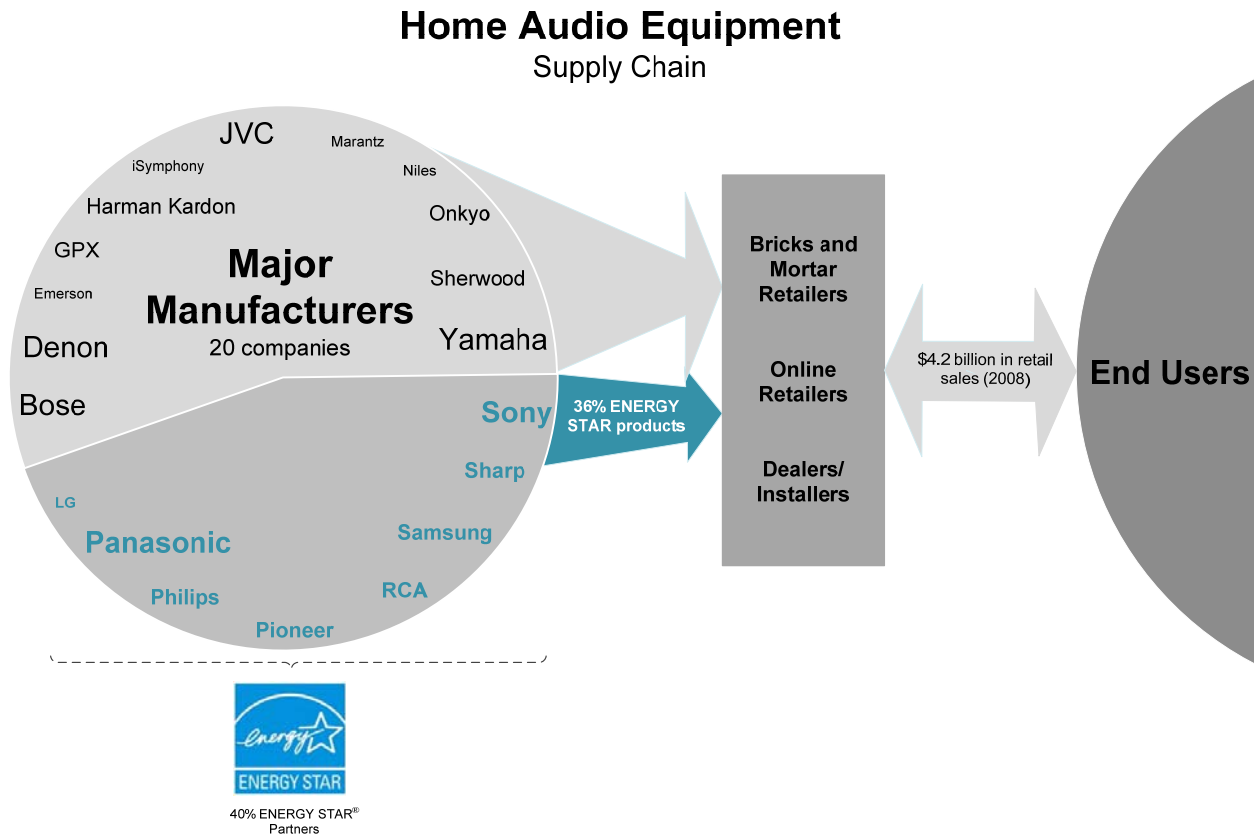 Home Audio Equipment
Supply Chain
JVC
Marantz
iSymphony
Niles
Harman Kardon
Onkyo
GPX
Major
Manufacturers
20 companies
Sherwood
Emerson
Yamaha
Denon
Bose
Sony
Sharp
LG
Samsung
Panasonic
RCA
Philips
Pioneer
36% ENERGY
STAR products
Bricks and
Mortar
Retailers
Online
Retailers
Dealers/
Installers
$4.2 billion in retail
sales (2008)
End Users
energy
ENERGY STAR
40% ENERGY STAR®
Partners